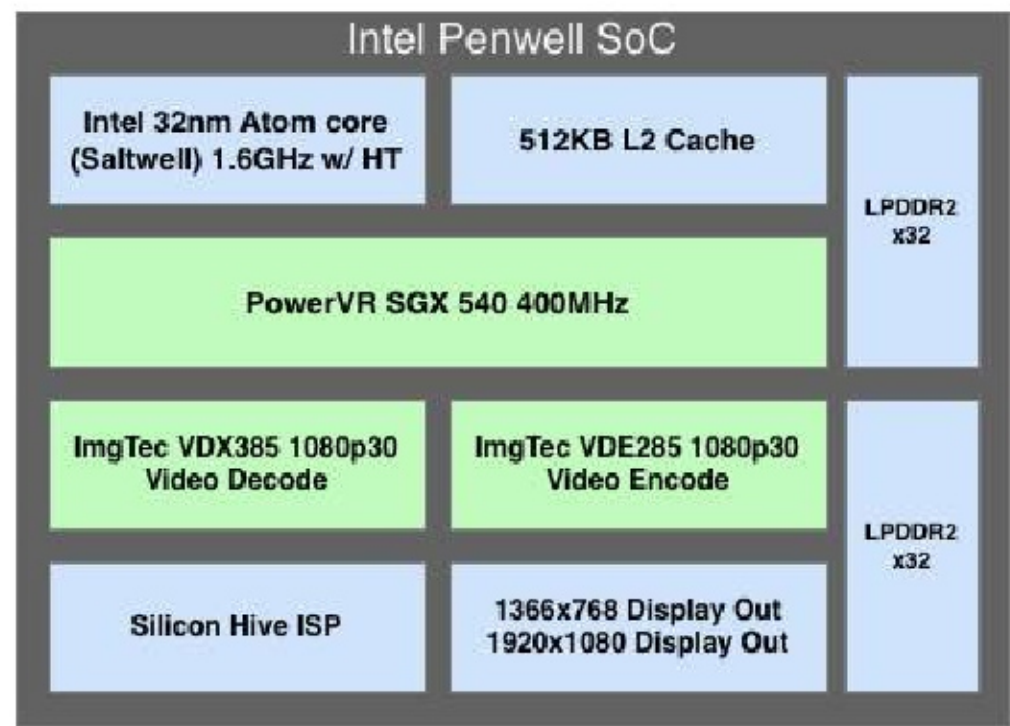 Intel Penwell SoC
Intel 32nm Atom core
(Saltwell) 1.6GHz w/ HT
512KB L2 Cache
LPDDR2
x32
PowerVR SGX 540 400MHz
ImgTec VDX385 1080p30
Video Decode
ImgTec VDE285 1080p30
Video Encode
LPDDR2
x32
Silicon Hive ISP
1366x768 Display Out
1920x1080 Display Out